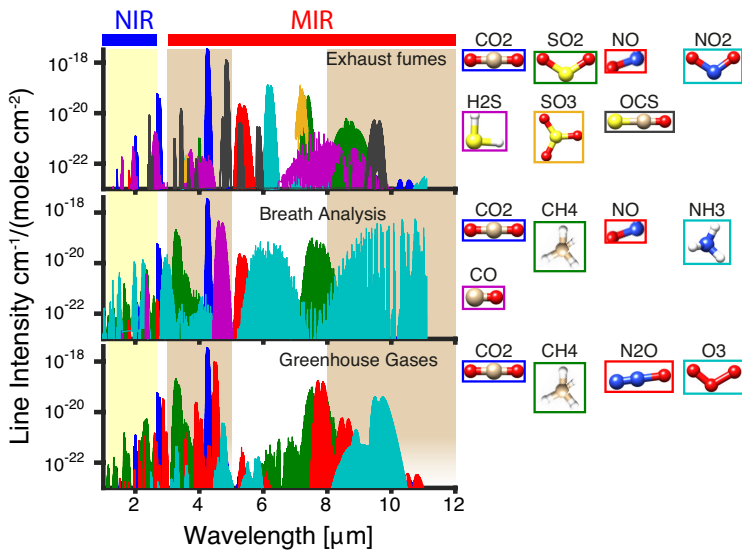 NIR MIR
Line Intensity cm⁻¹/(molec cm⁻²)
Exhaust fumes
10⁻¹⁸
10⁻²⁰
10⁻²²
CO2 SO2 NO NO2
H2S SO3 OCS
Breath Analysis
10⁻¹⁸
10⁻²⁰
10⁻²²
CO2 CH4 NO NH3
CO
Greenhouse Gases
10⁻¹⁸
10⁻²⁰
10⁻²²
CO2 CH4 N2O O3
2 4 6 8 10 12
Wavelength [μm]